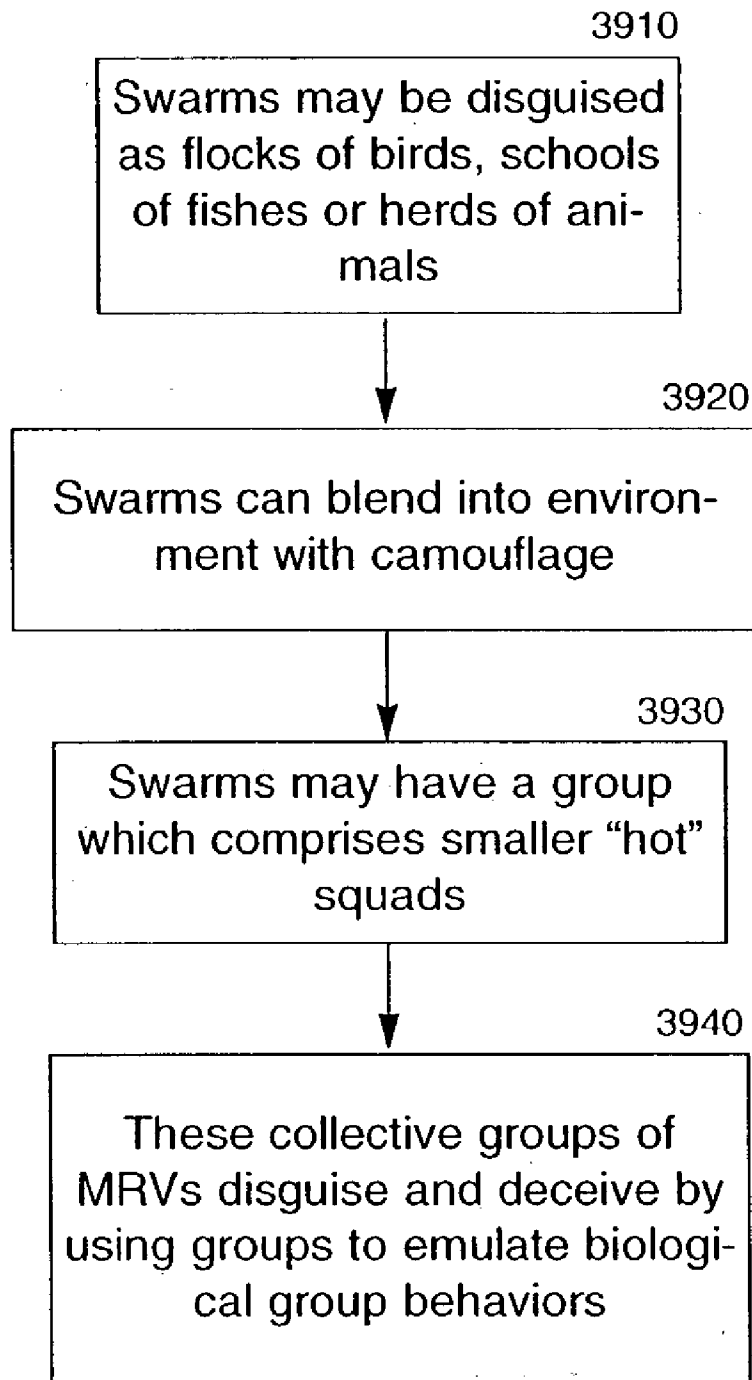 3910
Swarms may be disguised
as flocks of birds, schools
of fishes or herds of ani-
mals
3920
Swarms can blend into environ-
ment with camouflage
3930
Swarms may have a group
which comprises smaller “hot”
squads
3940
These collective groups of
MRVs disguise and deceive by
using groups to emulate biologi-
cal group behaviors